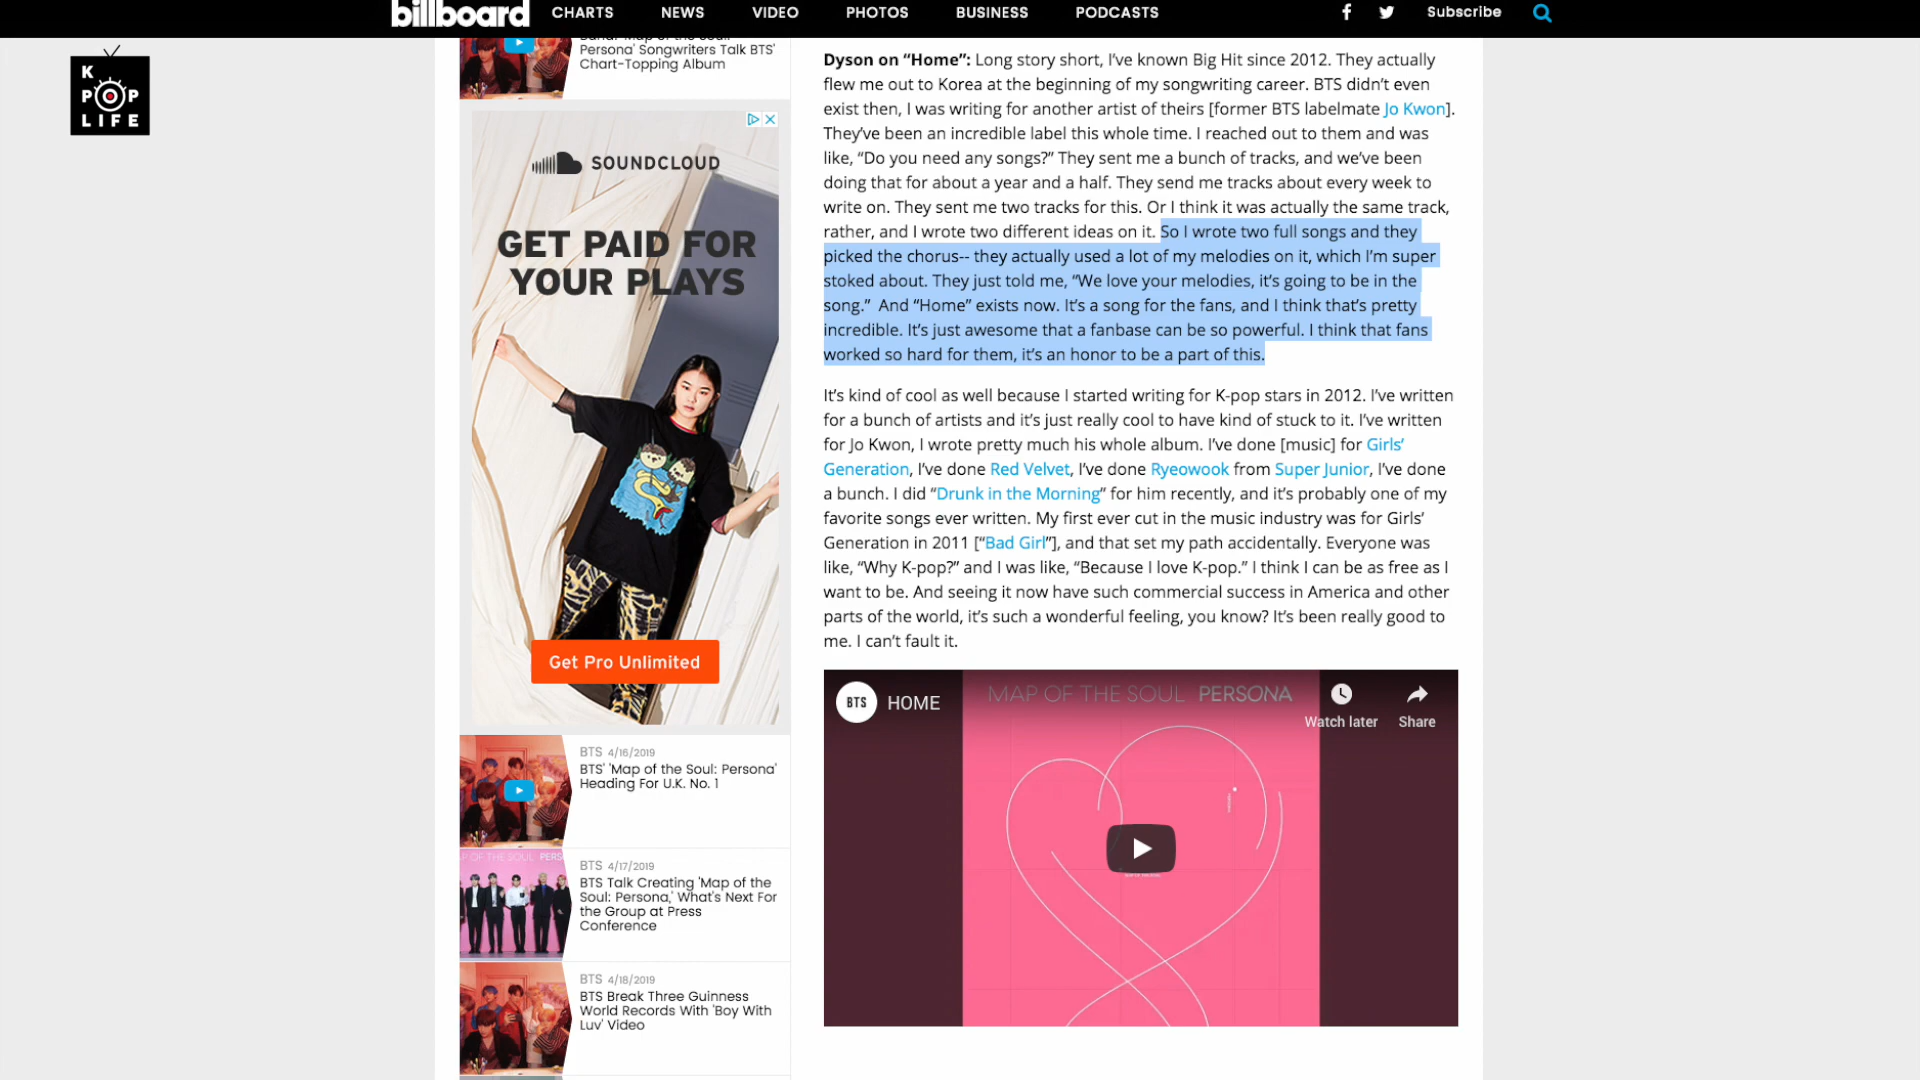 billboard
CHARTS
NEWS
VIDEO
PHOTOS
BUSINESS
PODCASTS
Subscribe
K
POP
LIFE
Persona' Songwriters Talk BTS'
Chart-Topping Album
SOUNDCLOUD
GET PAID FOR
YOUR PLAYS
Get Pro Unlimited
BTS 4/16/2019
BTS' 'Map of the Soul: Persona'
Heading For U.K. No. 1
BTS 4/17/2019
BTS Talk Creating 'Map of the
Soul: Persona,' What's Next For
the Group at Press
Conference
BTS 4/18/2019
BTS Break Three Guinness
World Records With 'Boy With
Luv' Video
Dyson on “Home”: Long story short, I’ve known Big Hit since 2012. They actually
flew me out to Korea at the beginning of my songwriting career. BTS didn’t even
exist then, I was writing for another artist of theirs [former BTS labelmate Jo Kwon].
They’ve been an incredible label this whole time. I reached out to them and was
like, “Do you need any songs?” They sent me a bunch of tracks, and we’ve been
doing that for about a year and a half. They send me tracks about every week to
write on. They sent me two tracks for this. Or I think it was actually the same track,
rather, and I wrote two different ideas on it. So I wrote two full songs and they
picked the chorus-- they actually used a lot of my melodies on it, which I’m super
stoked about. They just told me, “We love your melodies, it’s going to be in the
song.”  And “Home” exists now. It’s a song for the fans, and I think that’s pretty
incredible. It’s just awesome that a fanbase can be so powerful. I think that fans
worked so hard for them, it’s an honor to be a part of this.
It’s kind of cool as well because I started writing for K-pop stars in 2012. I’ve written
for a bunch of artists and it’s just really cool to have kind of stuck to it. I’ve written
for Jo Kwon, I wrote pretty much his whole album. I’ve done [music] for Girls’
Generation, I’ve done Red Velvet, I’ve done Ryeowook from Super Junior, I’ve done
a bunch. I did “Drunk in the Morning” for him recently, and it’s probably one of my
favorite songs ever written. My first ever cut in the music industry was for Girls’
Generation in 2011 [“Bad Girl”], and that set my path accidentally. Everyone was
like, “Why K-pop?” and I was like, “Because I love K-pop.” I think I can be as free as I
want to be. And seeing it now have such commercial success in America and other
parts of the world, it’s such a wonderful feeling, you know? It’s been really good to
me. I can’t fault it.
BTS HOME
MAP OF THE SOUL PERSONA
Watch later
Share